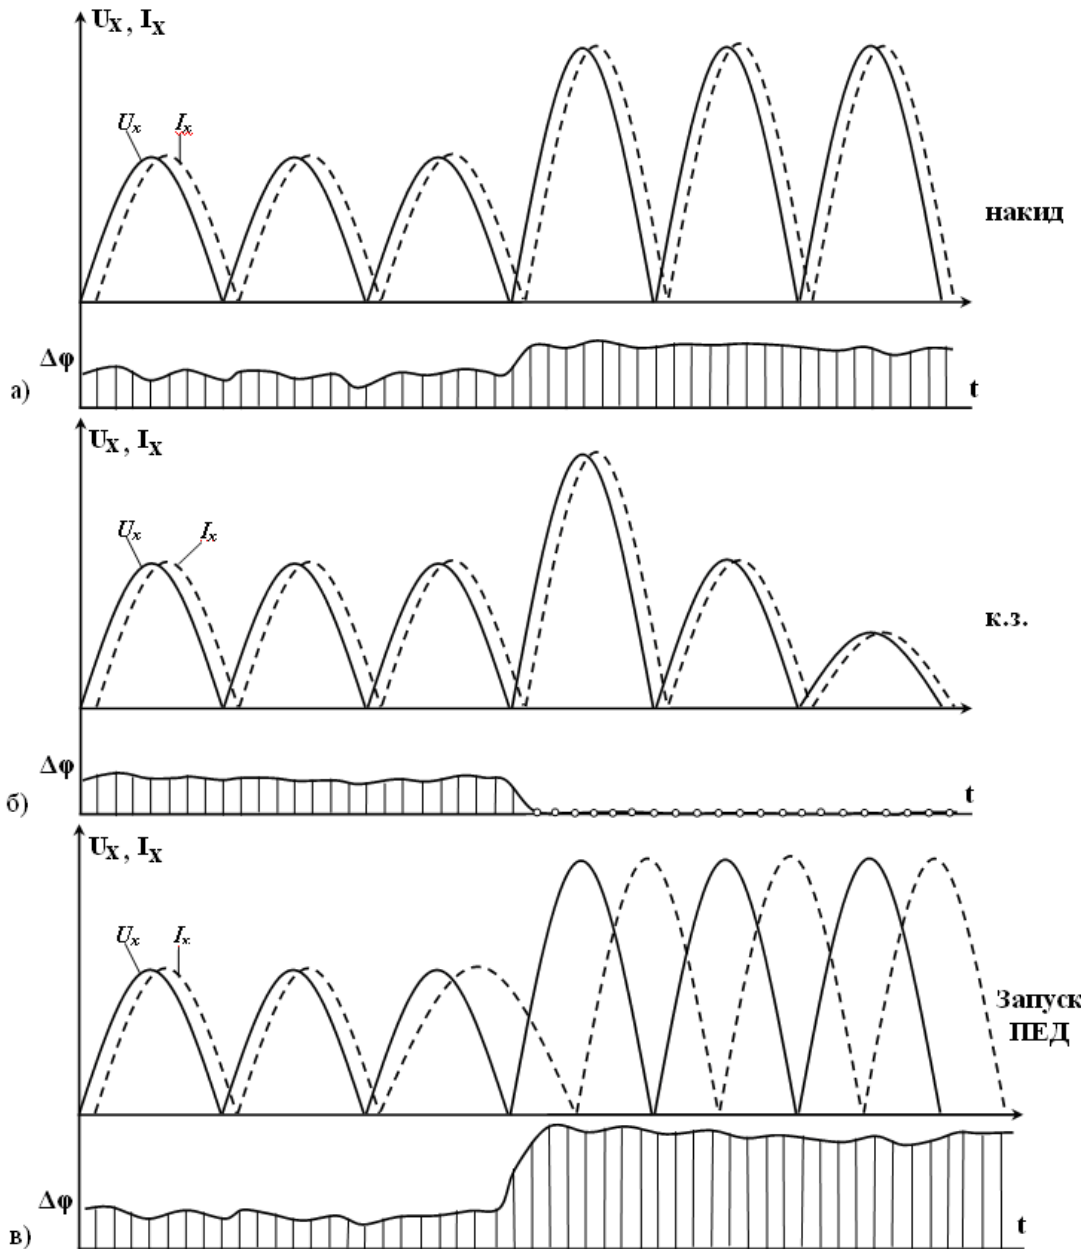 Uₓ, Iₓ
Uₓ Iₓ
накид
Δφ
а)
t
Uₓ, Iₓ
Uₓ Iₓ
к.з.
Δφ
t
б)
Uₓ, Iₓ
Uₓ Iₓ
Запуск
ПЕД
Δφ
t
в)